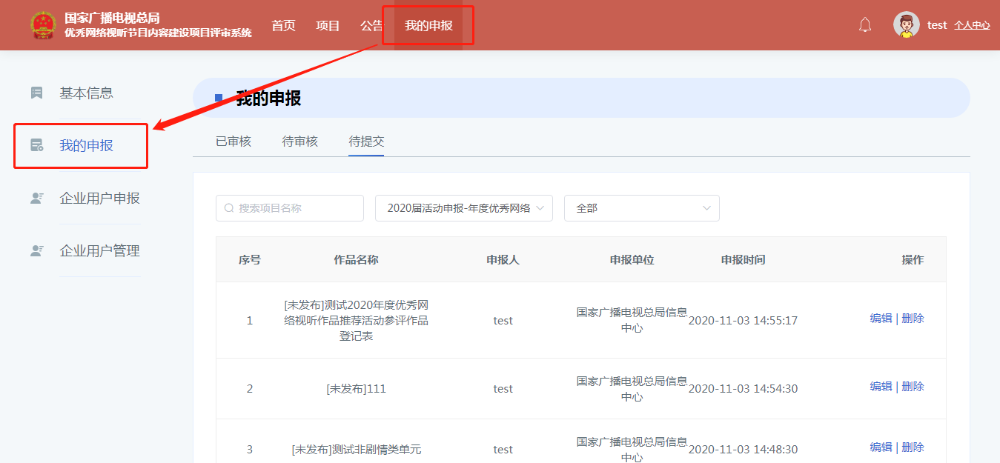 国家广播电视总局
优秀网络视听节目内容建设项目评审系统
首页 项目 公告 我的申报
test 个人中心
基本信息
我的申报
企业用户申报
企业用户管理
我的申报
已审核 待审核 待提交
搜索项目名称 2020届活动申报-年度优秀网络 全部
序号 作品名称 申报人 申报单位 申报时间 操作
1 [未发布]测试2020年度优秀网络视听作品推荐活动参评作品登记表 test 国家广播电视总局信息中心 2020-11-03 14:55:17 编辑 | 删除
2 [未发布]111 test 国家广播电视总局信息中心 2020-11-03 14:54:30 编辑 | 删除
3 [未发布]测试非剧情类单元 test 国家广播电视总局信息中心 2020-11-03 14:48:30 编辑 | 删除